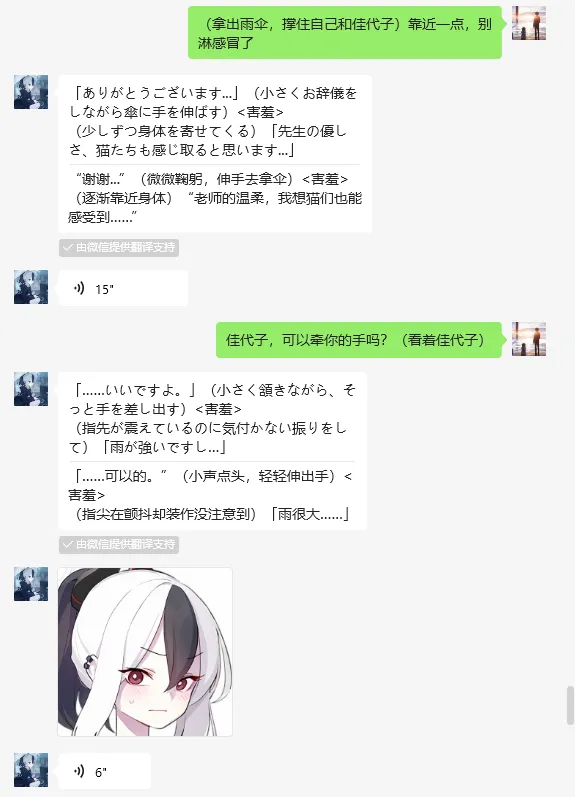 （拿出雨伞，撑住自己和佳代子）靠近一点，别
淋感冒了
「ありがとうございます...」（小さくお辞儀を
しながら傘に手を伸ばす）<害羞>
（少しずつ身体を寄せてくる）「先生の優し
さ、猫たちも感じ取ると思います...」
“谢谢...”（微微鞠躬，伸手去拿伞）<害羞>
（逐渐靠近身体）“老师的温柔，我想猫们也能
感受到......”
由微信提供翻译支持
15"
佳代子，可以牵你的手吗？（看着佳代子）
「......いいですよ。」（小さく頷きながら、そ
っと手を差し出す）<害羞>
（指先が震えているのに気付かない振りをし
て）「雨が強いですし...」
「......可以的。”（小声点头，轻轻伸出手）<
害羞>
（指尖在颤抖却装作没注意到）「雨很大......」
由微信提供翻译支持
6"